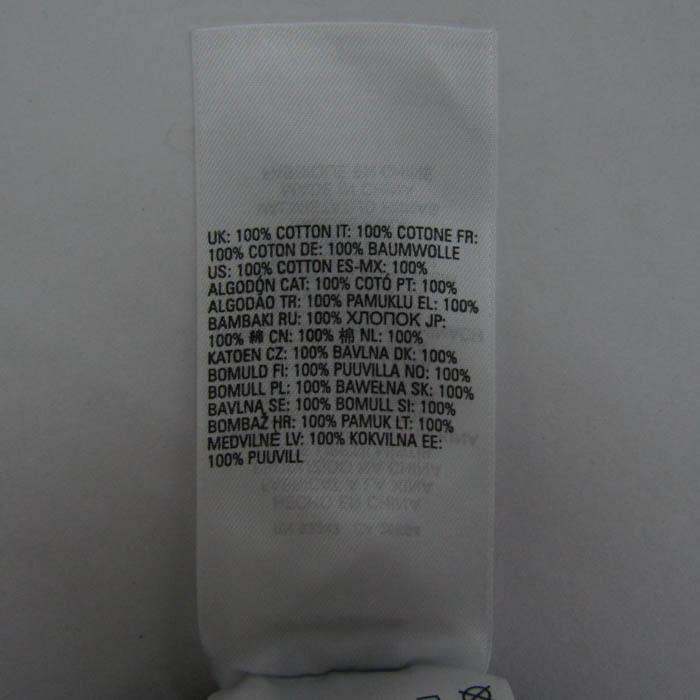 UK: 100% COTTON IT: 100% COTONE FR:
100% COTON DE: 100% BAUMWOLLE
US: 100% COTTON ES-MX: 100%
ALGODÓN CAT: 100% COTÓ PT: 100%
ALGODÃO TR: 100% PAMUKLU EL: 100%
BAMBAKI RU: 100% ХЛОПОК JP:
100% 綿 CN: 100% 棉 NL: 100%
KATOEN CZ: 100% BAVLNA DK: 100%
BOMULD FI: 100% PUUVILLA NO: 100%
BOMULL PL: 100% BAWEŁNA SK: 100%
BAVLNA SE: 100% BOMULL SI: 100%
BOMBAŽ HR: 100% PAMUK LT: 100%
MEDVILNĖ LV: 100% KOKVILNA EE:
100% PUUVILL